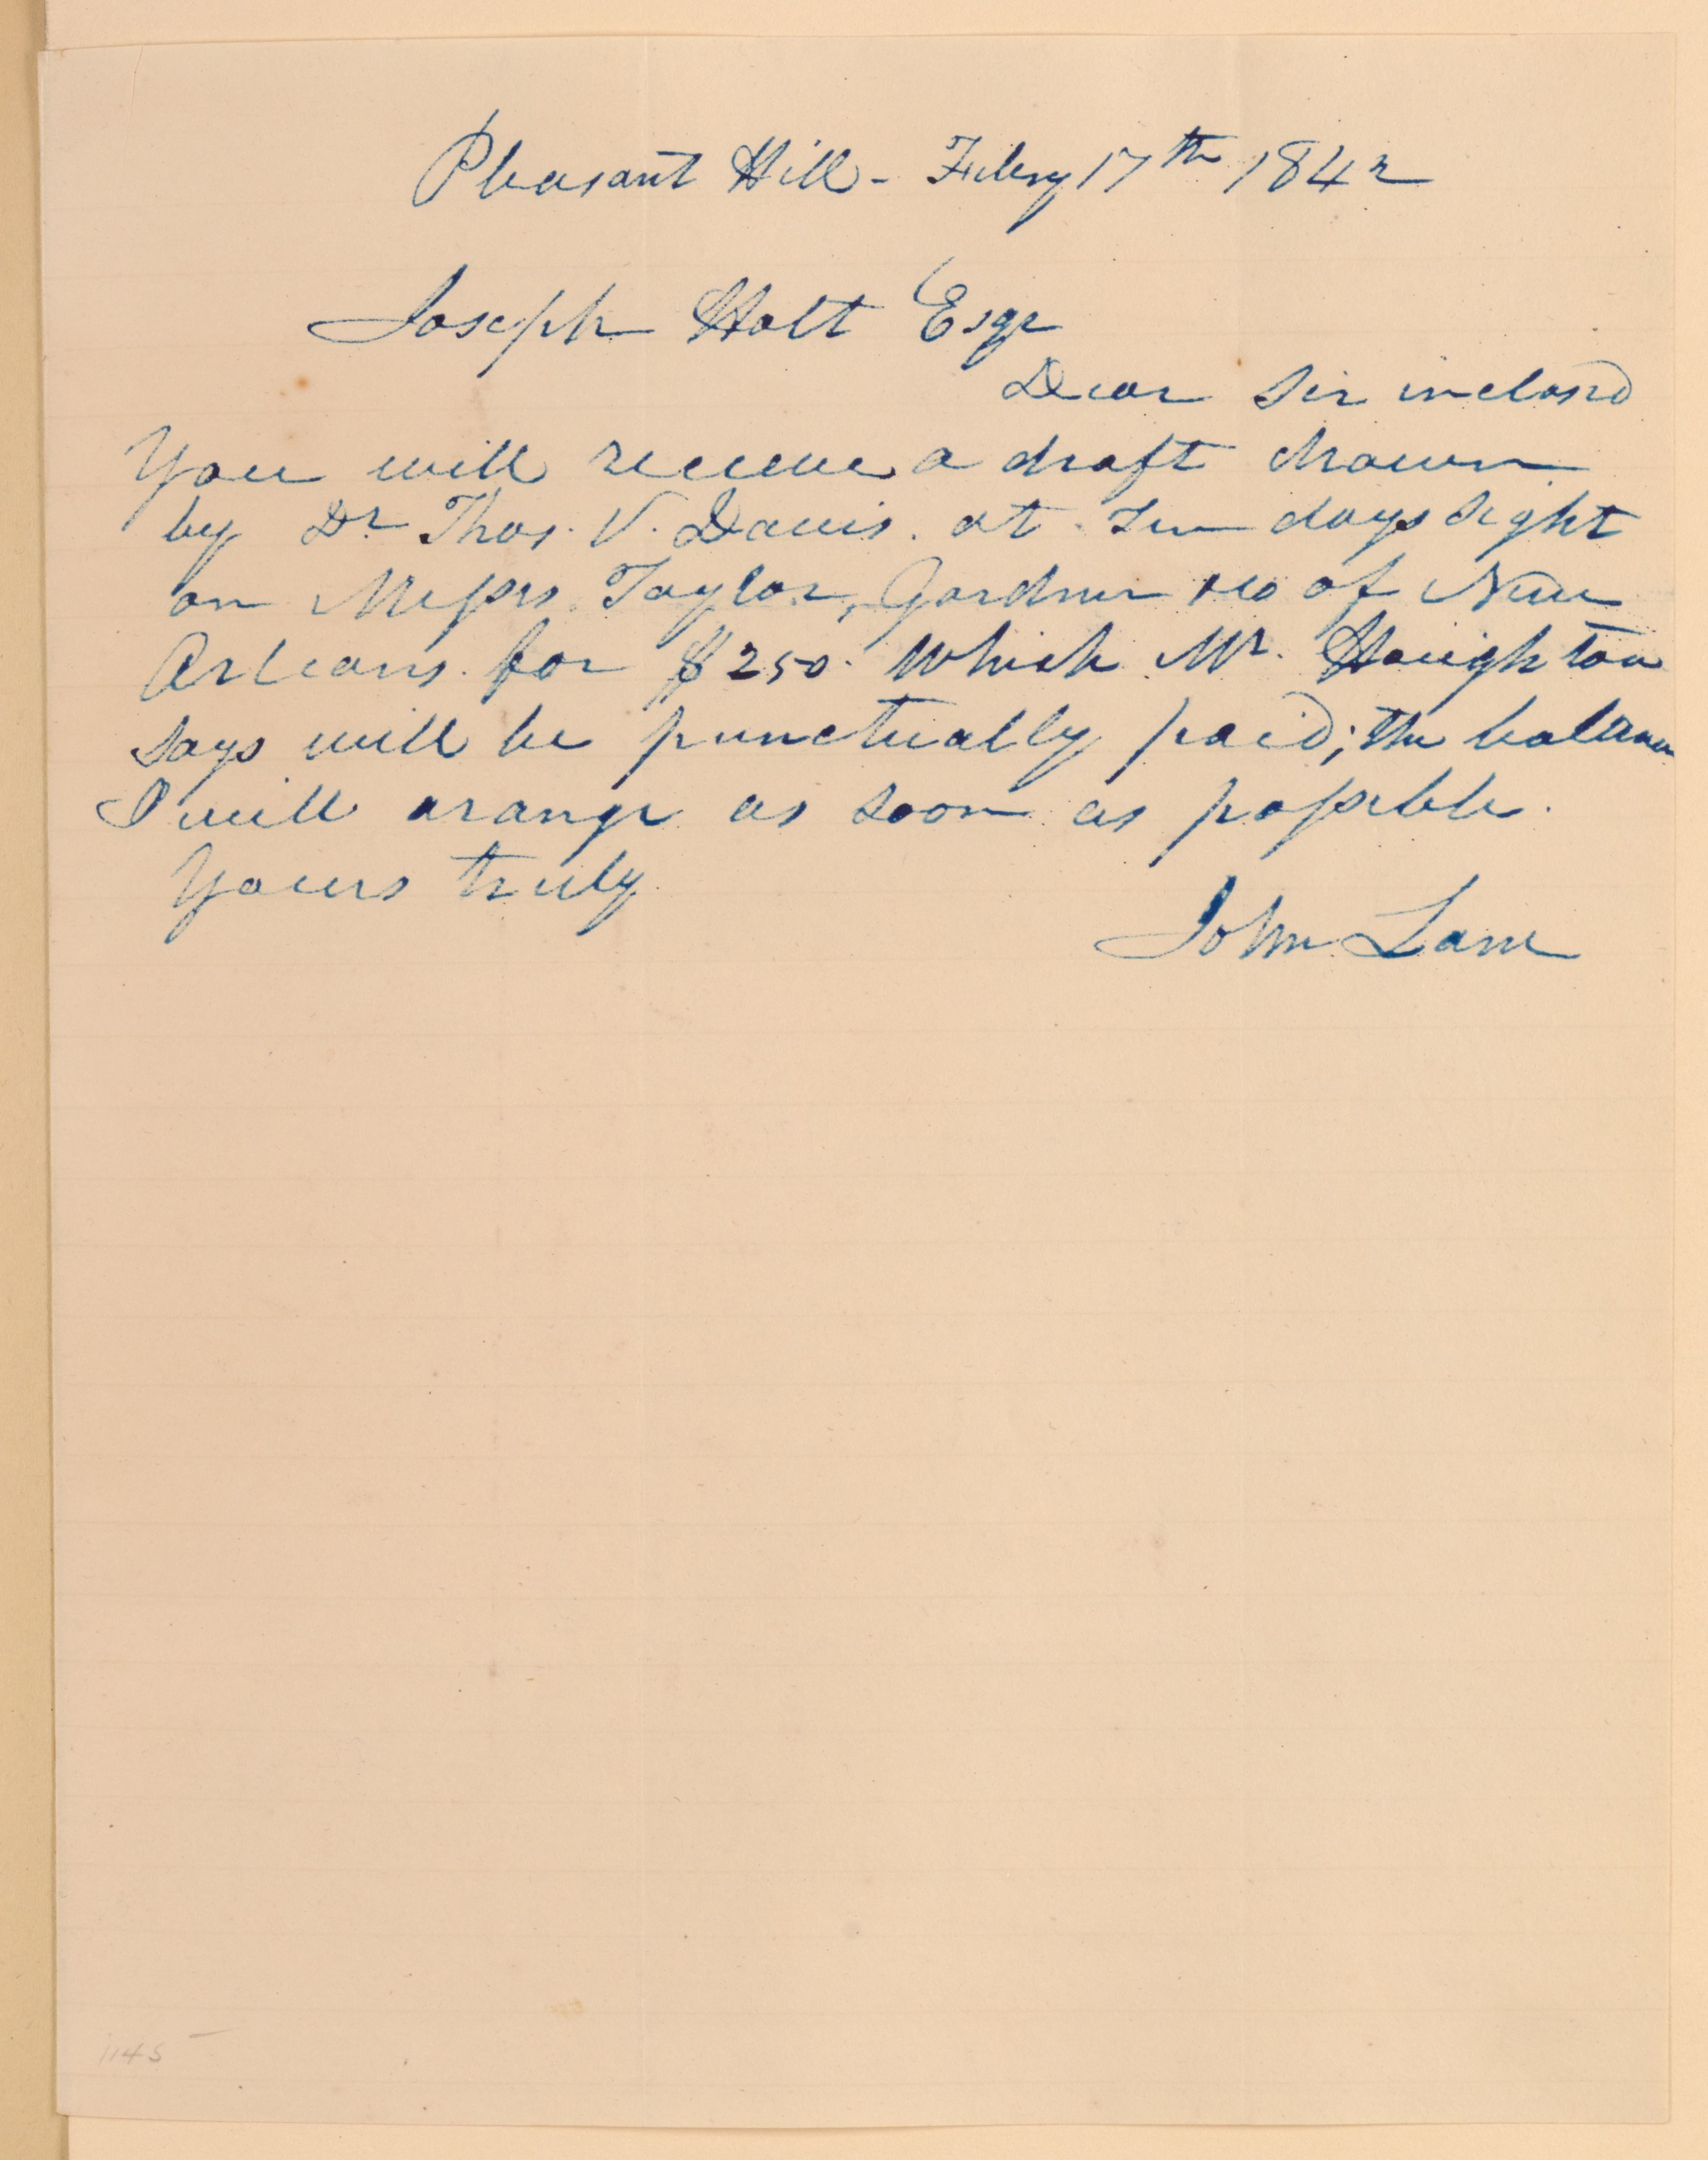 Pleasant Hill - Feby 17th 1842
Joseph Holt Esqr
Dear Sir inclosd
You will receive a draft drawn
by Dr Thos. V. Davis. at ten days sight
on Messrs. Taylor, Gardner & Co of New
Orleans for $250. which Mr. Houghton
says will be punctually paid; the balance
I will arange as soon as possible.
Yours truly.
John Lane
1145